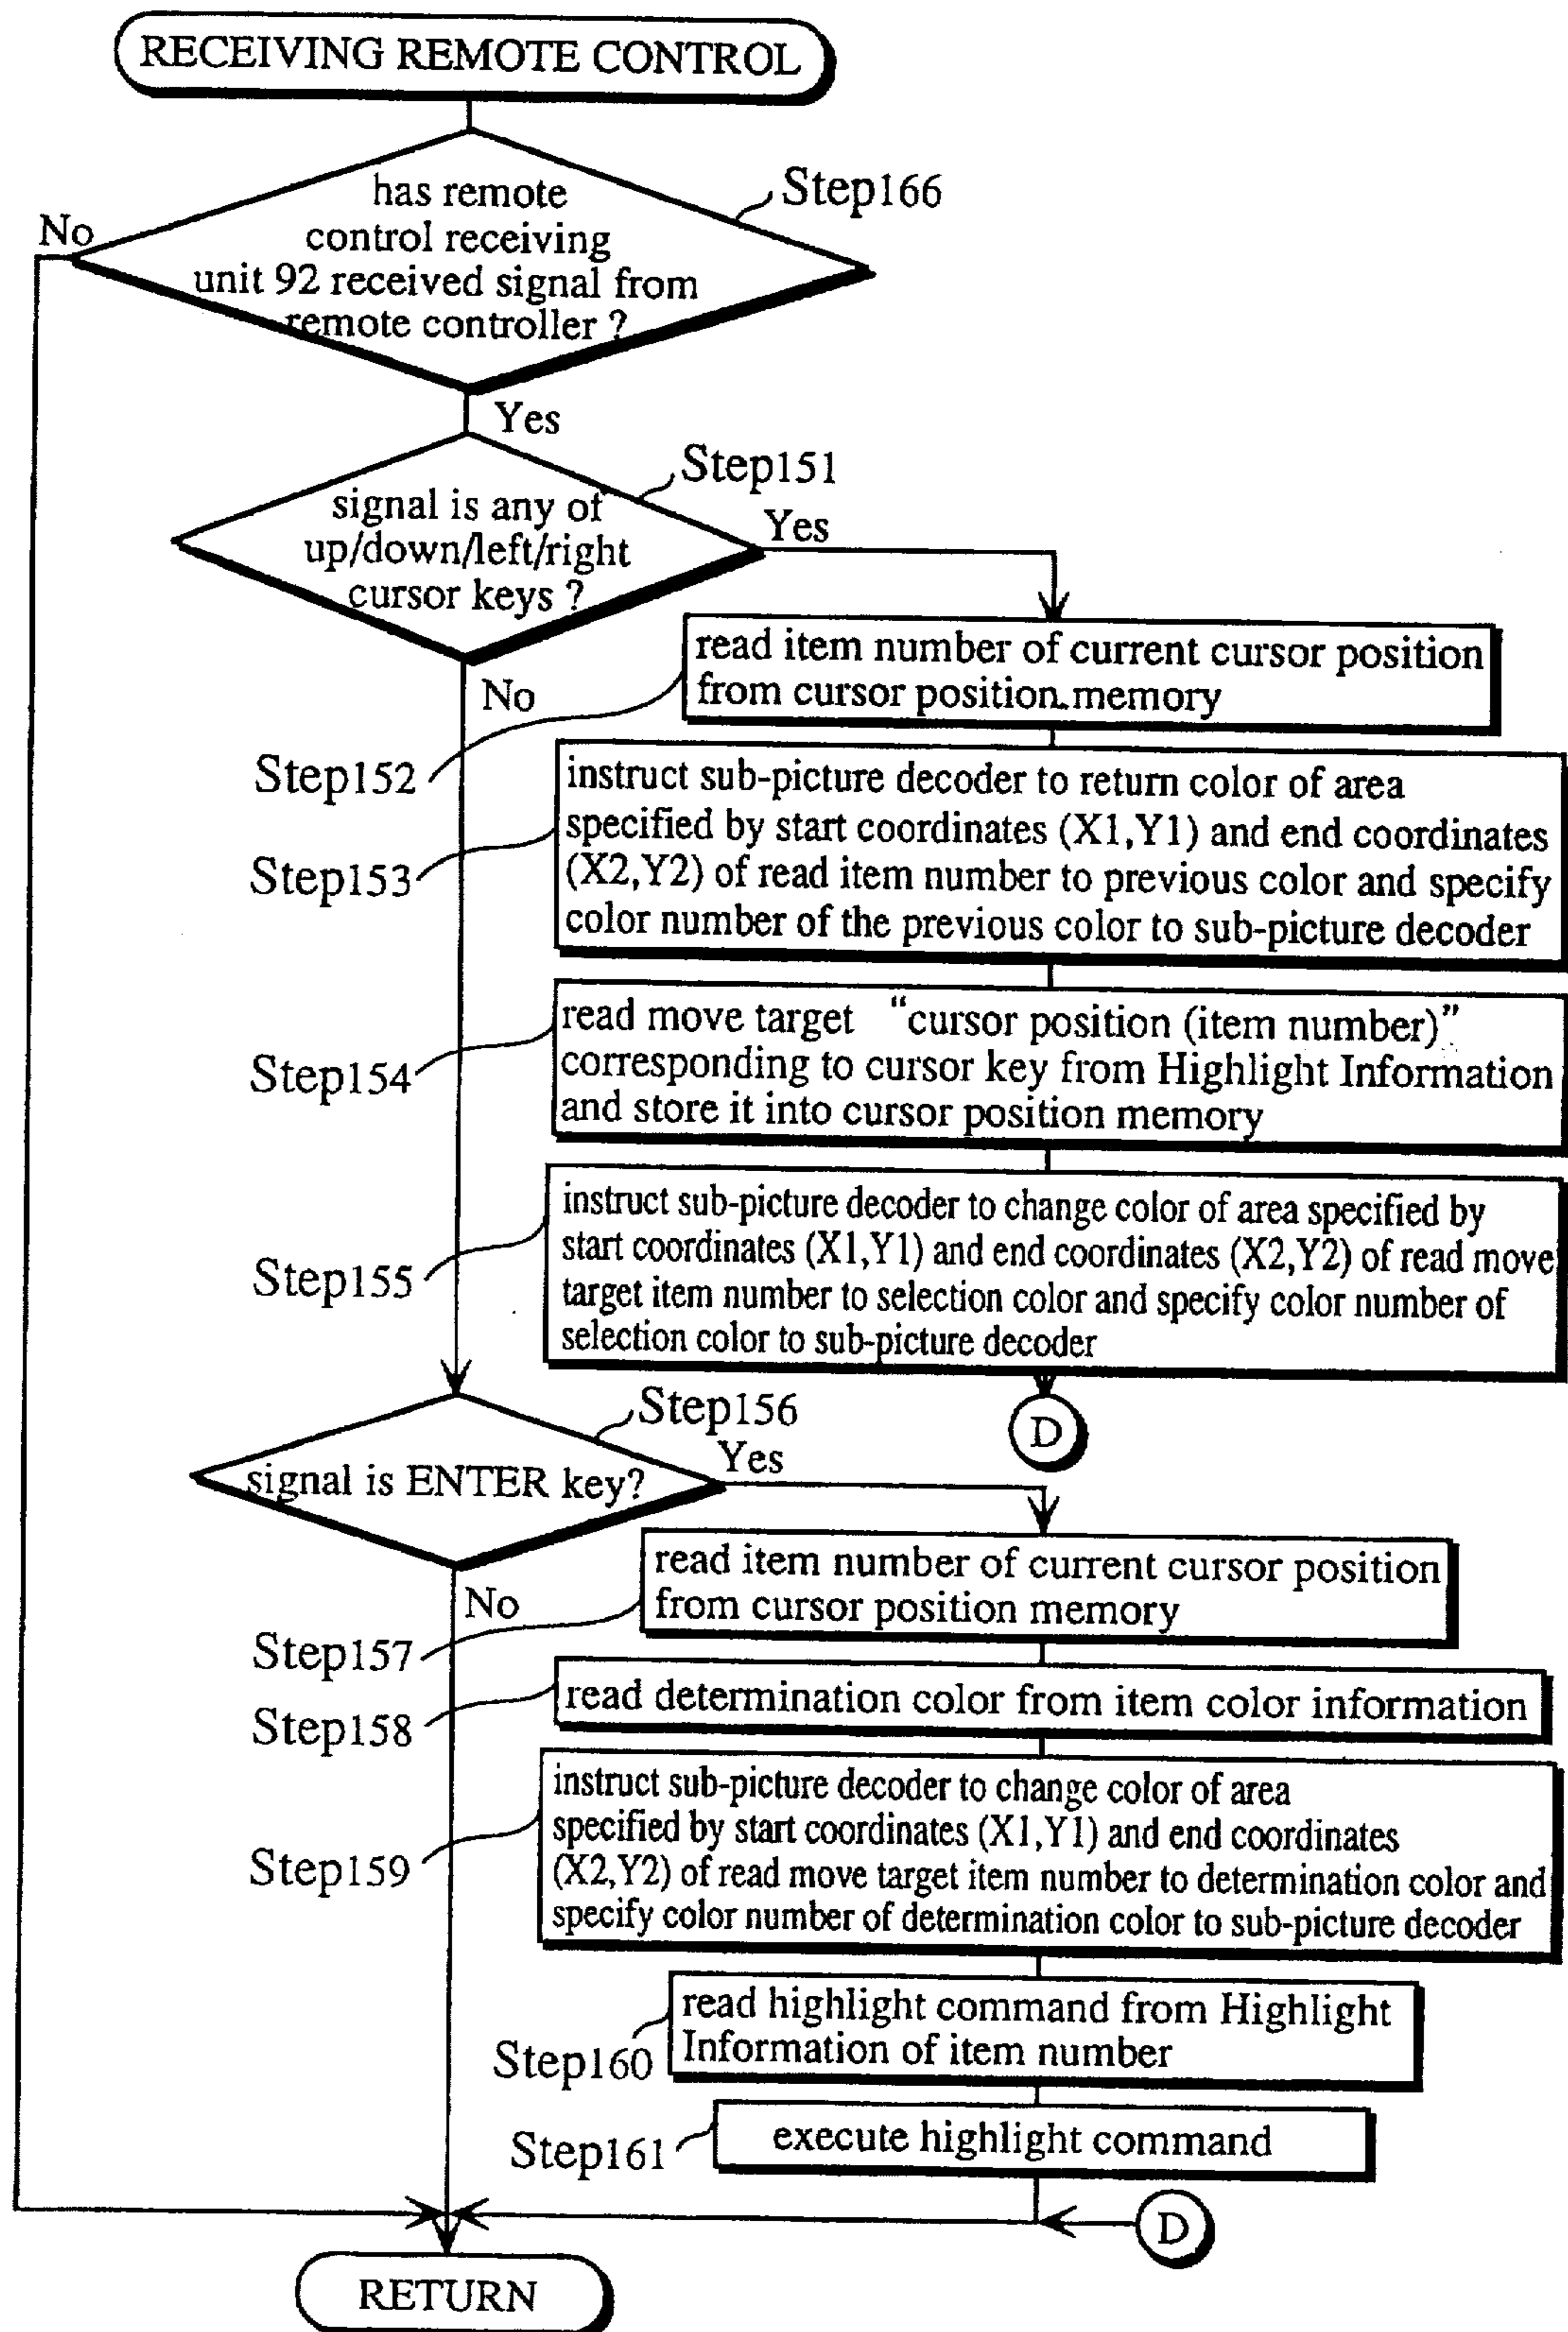 RECEIVING REMOTE CONTROL
has remote
control receiving
unit 92 received signal from
remote controller ?
Step166
No
Yes
signal is any of
up/down/left/right
cursor keys ?
Step151
Yes
No
read item number of current cursor position
from cursor position memory
Step152
instruct sub-picture decoder to return color of area
specified by start coordinates (X1,Y1) and end coordinates
(X2,Y2) of read item number to previous color and specify
color number of the previous color to sub-picture decoder
Step153
read move target "cursor position (item number)"
corresponding to cursor key from Highlight Information
and store it into cursor position memory
Step154
instruct sub-picture decoder to change color of area specified by
start coordinates (X1,Y1) and end coordinates (X2,Y2) of read move
target item number to selection color and specify color number of
selection color to sub-picture decoder
Step155
D
Step156
signal is ENTER key?
Yes
No
read item number of current cursor position
from cursor position memory
Step157
read determination color from item color information
Step158
instruct sub-picture decoder to change color of area
specified by start coordinates (X1,Y1) and end coordinates
(X2,Y2) of read move target item number to determination color and
specify color number of determination color to sub-picture decoder
Step159
read highlight command from Highlight
Information of item number
Step160
execute highlight command
Step161
D
RETURN